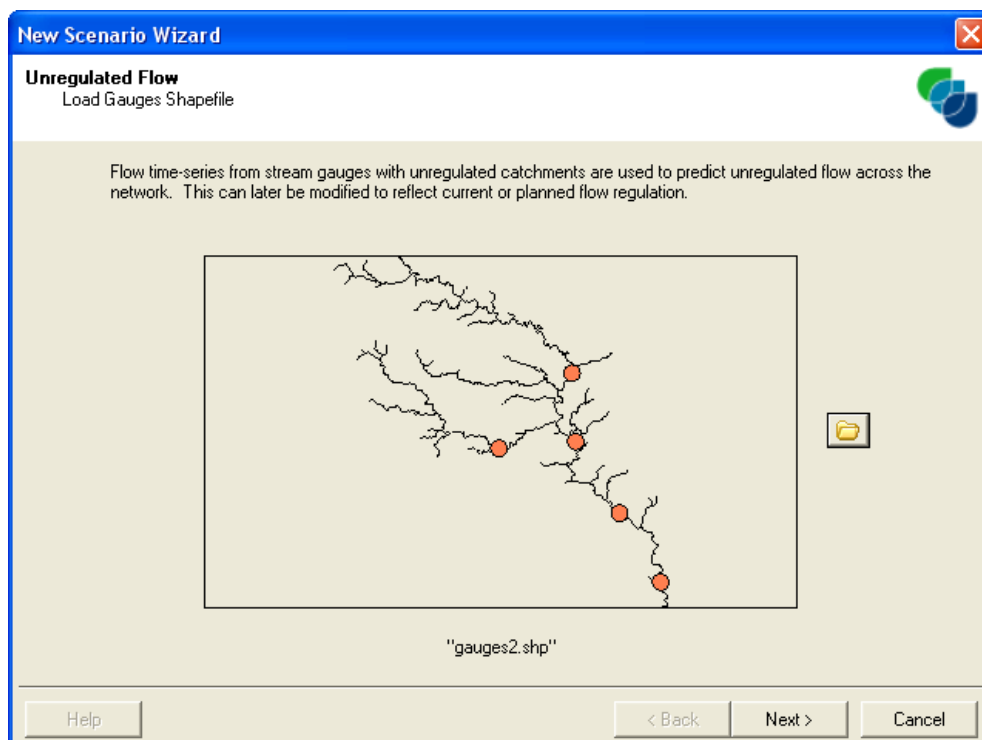 New Scenario Wizard
Unregulated Flow
Load Gauges Shapefile
Flow time-series from stream gauges with unregulated catchments are used to predict unregulated flow across the
network.  This can later be modified to reflect current or planned flow regulation.
"gauges2.shp"
Help
< Back
Next >
Cancel